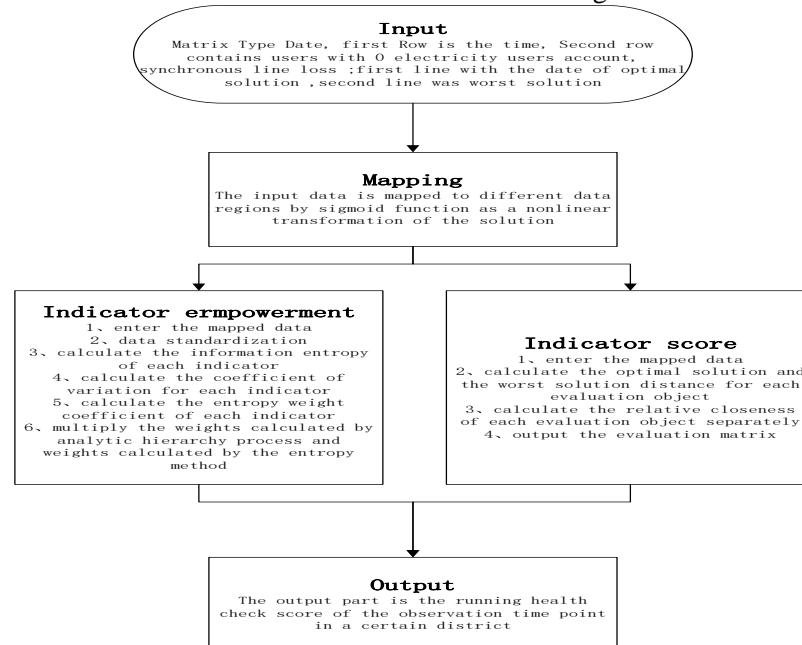 Input
Matrix Type Date, first Row is the time, Second row
contains users with 0 electricity users account,
synchronous line loss ;first line with the date of optimal
solution ,second line was worst solution
Mapping
The input data is mapped to different data
regions by sigmoid function as a nonlinear
transformation of the solution
Indicator ermpowerment
1、enter the mapped data
2、data standardization
3、calculate the information entropy
of each indicator
4、calculate the coefficient of
variation for each indicator
5、calculate the entropy weight
coefficient of each indicator
6、multiply the weights calculated by
analytic hierarchy process and
weights calculated by the entropy
method
Indicator score
1、enter the mapped data
2、calculate the optimal solution and
the worst solution distance for each
evaluation object
3、calculate the relative closeness
of each evaluation object separately
4、output the evaluation matrix
Output
The output part is the running health
check score of the observation time point
in a certain district